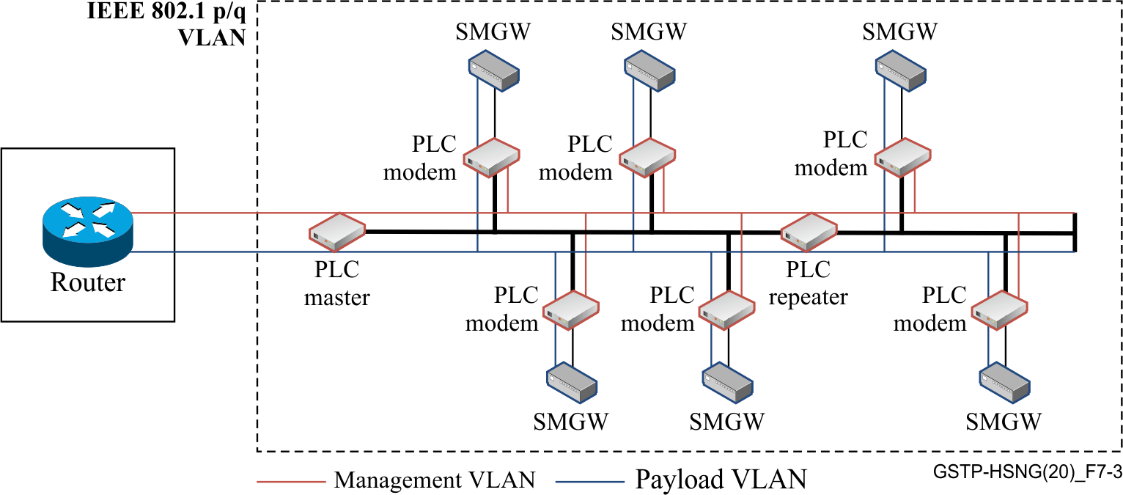 IEEE 802.1 p/q
VLAN
SMGW
SMGW
SMGW
PLC
modem
PLC
modem
PLC
modem
Router
PLC
master
PLC
repeater
PLC
modem
PLC
modem
PLC
modem
SMGW
SMGW
SMGW
GSTP-HSNG(20)_F7-3
Management VLAN
Payload VLAN